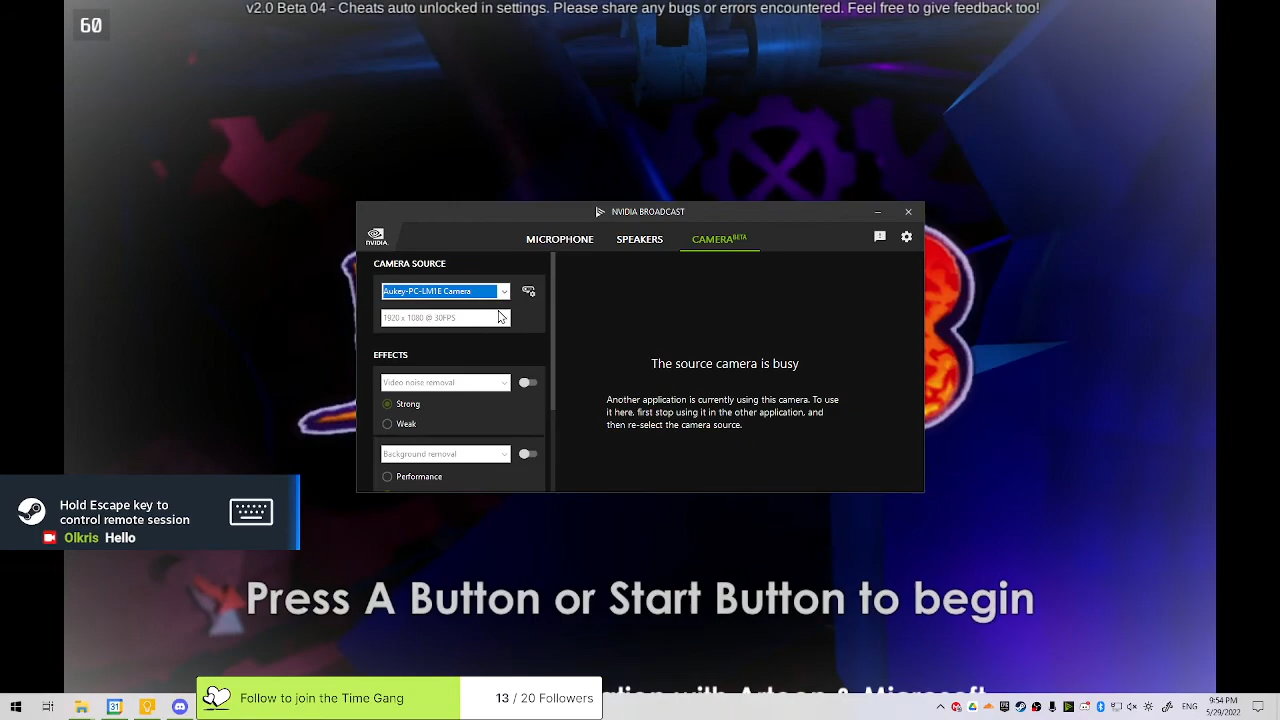 v2.0 Beta 04 - Cheats auto unlocked in settings. Please share any bugs or errors encountered. Feel free to give feedback too!
60
NVIDIA BROADCAST
NVIDIA.
MICROPHONE
SPEAKERS
CAMERA BETA
CAMERA SOURCE
Aukey-PC-LM1E Camera
1920 x 1080 @ 30FPS
EFFECTS
Video noise removal
Strong
Weak
Background removal
Performance
The source camera is busy
Another application is currently using this camera. To use
it here, first stop using it in the other application, and
then re-select the camera source.
Hold Escape key to
control remote session
Olkris Hello
Press A Button or Start Button to begin
Follow to join the Time Gang
13 / 20 Followers
31
ENG
9:54 PM
5/29/2022